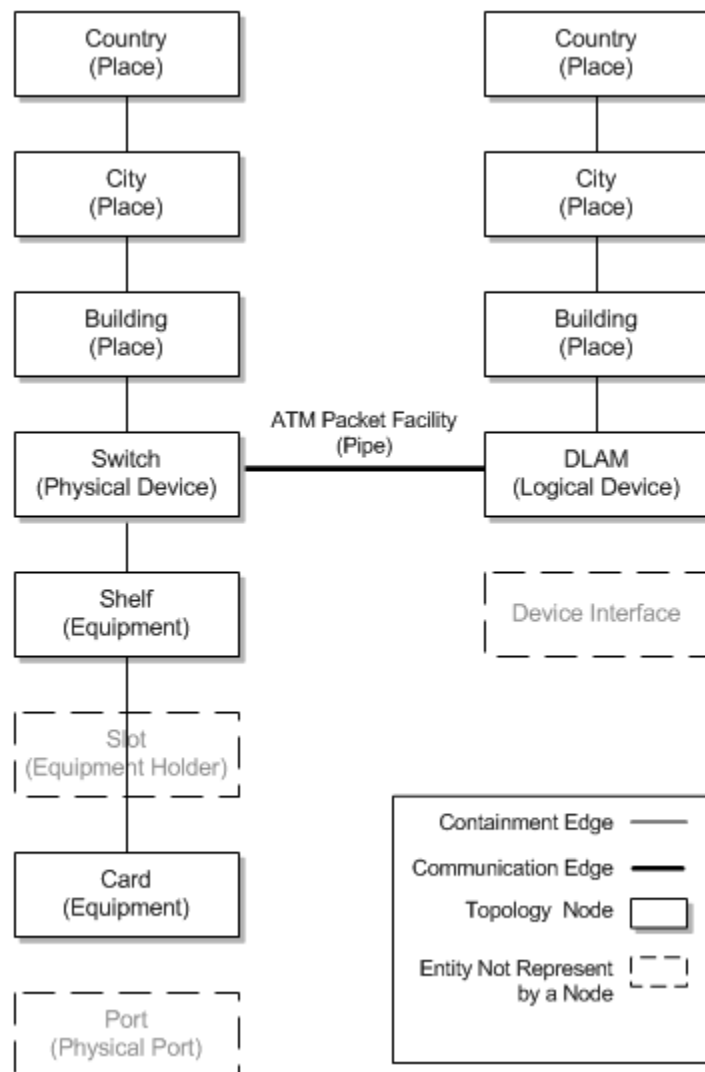 Country
(Place)
Country
(Place)
City
(Place)
City
(Place)
Building
(Place)
Building
(Place)
ATM Packet Facility
(Pipe)
Switch
(Physical Device)
DLAM
(Logical Device)
Shelf
(Equipment)
Device Interface
Slot
(Equipment Holder)
Card
(Equipment)
Port
(Physical Port)
Containment Edge
Communication Edge
Topology Node
Entity Not Represent
by a Node